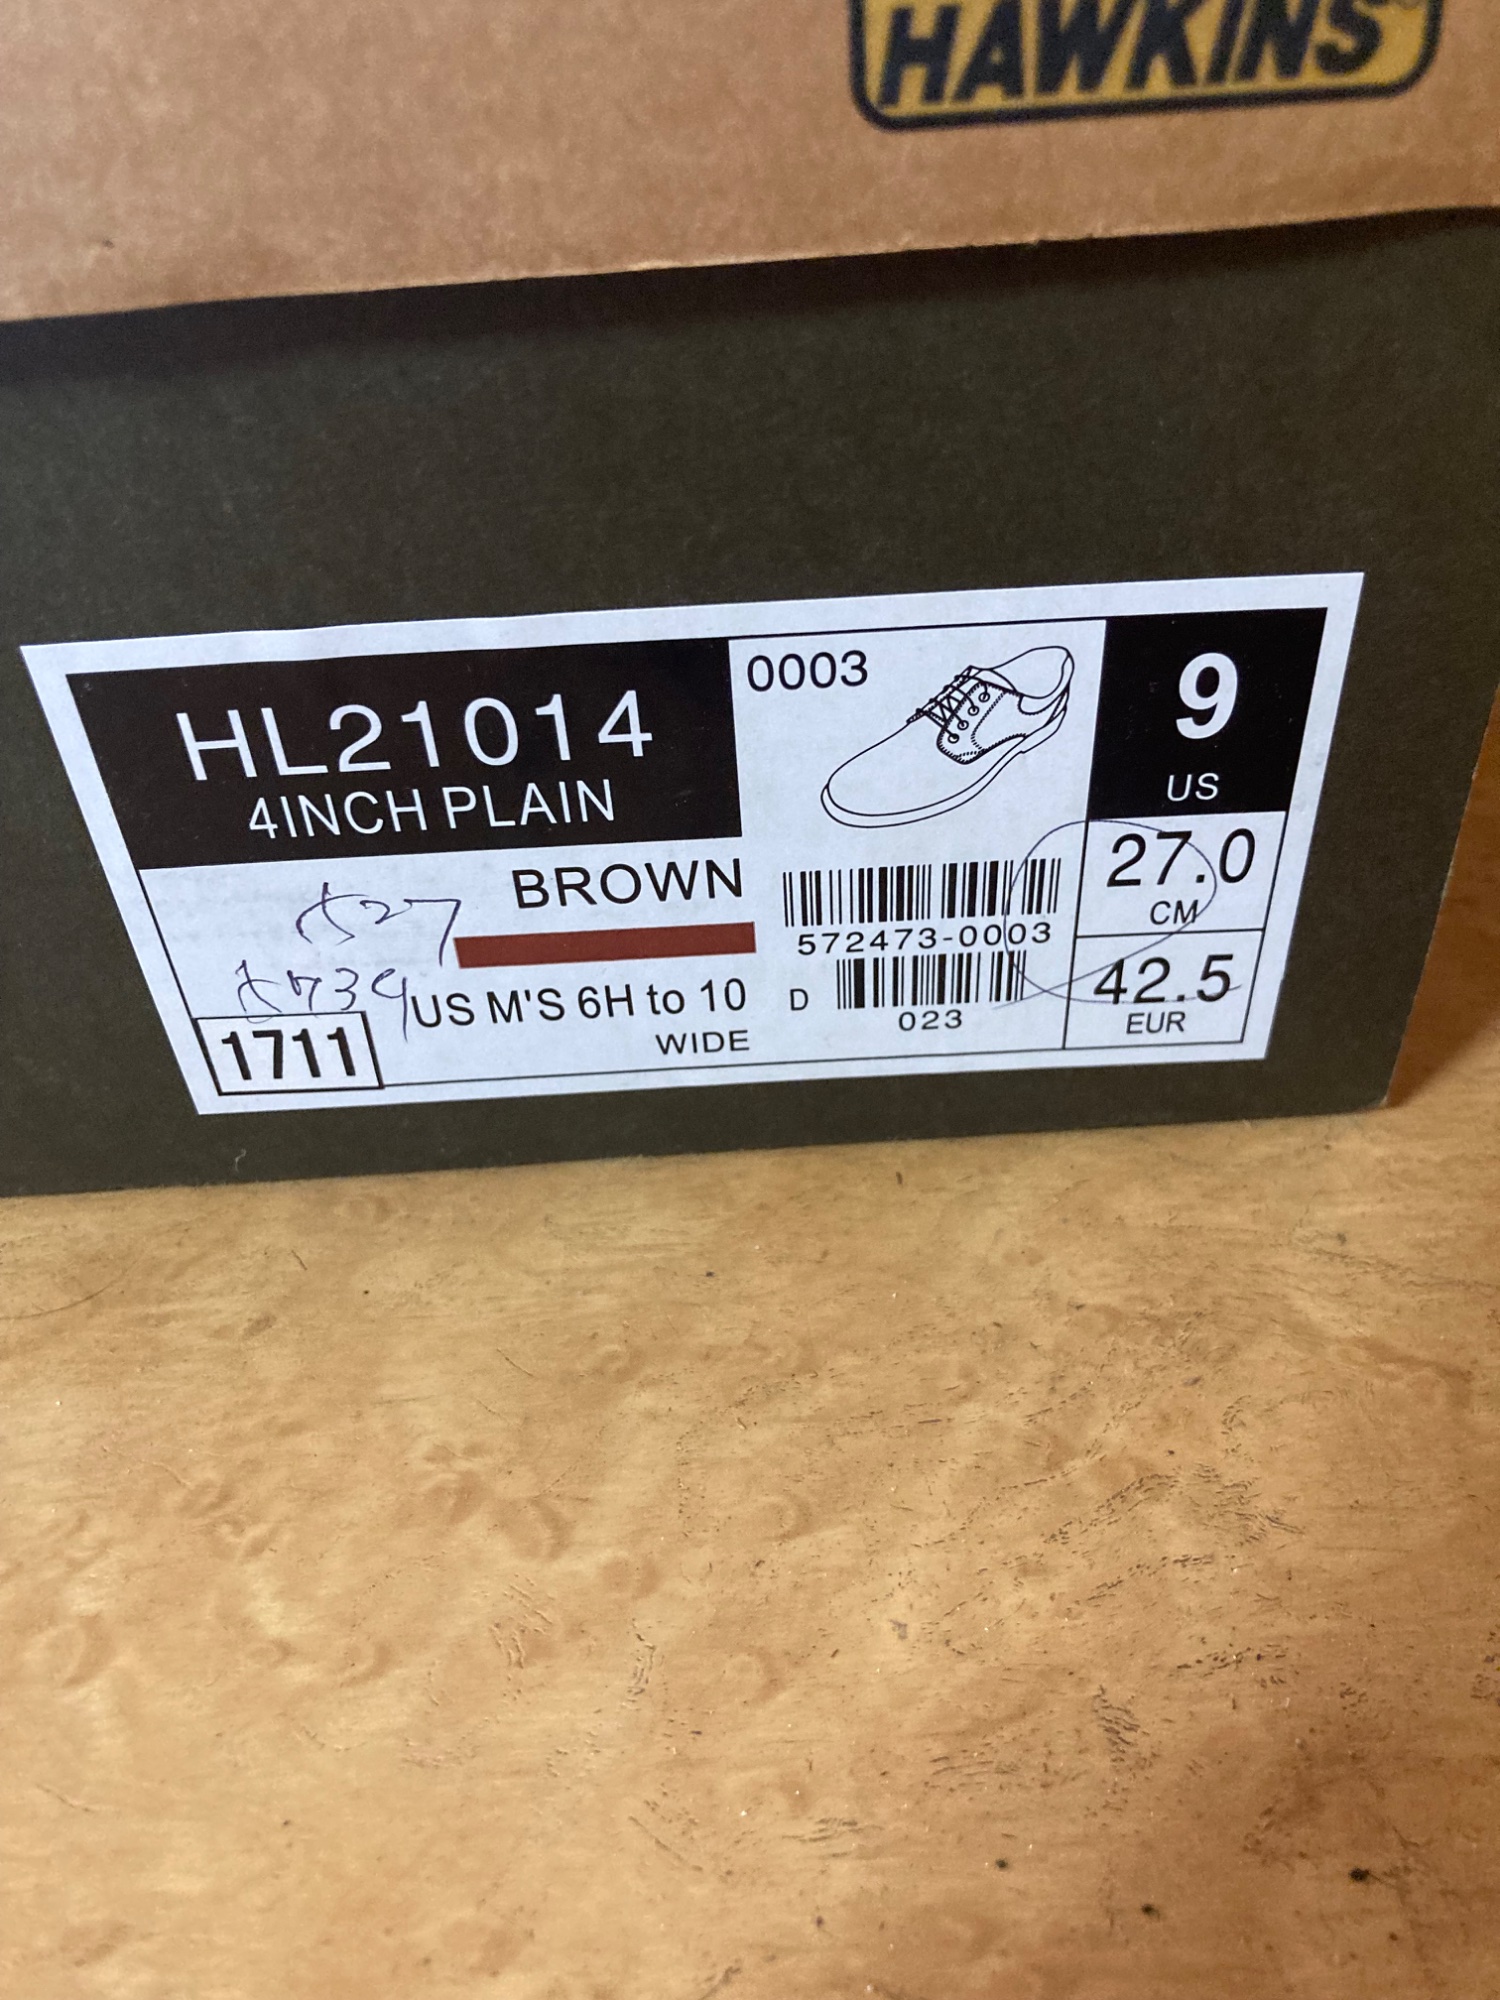 HAWKINS
HL21014
4INCH PLAIN
0003
9
US
BROWN
27.0
CM
572473-0003
42.5
EUR
US M'S 6H to 10
D
023
WIDE
1711